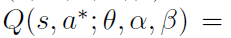 Q(s, a*; θ, α, β) =